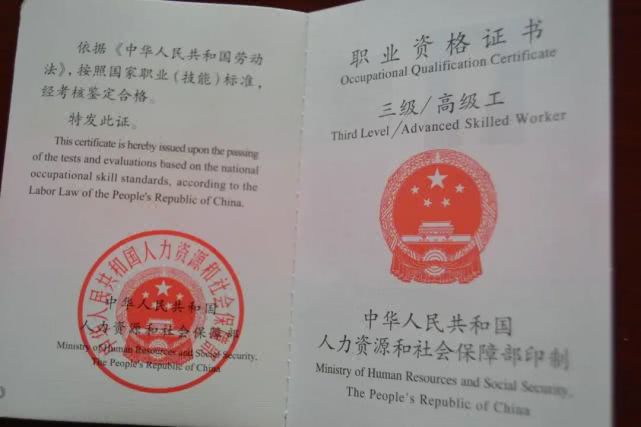 依据《中华人民共和国劳动
法》，按照国家职业（技能）标准，
经考核鉴定合格。
特发此证。
This certificate is hereby issued upon the passing
of the tests and evaluations based on the national
occupational skill standards, according to the
Labor Law of the People's Republic of China.
中华人民共和国人力资源和社会保障部
中华人民共和国
人力资源和社会保障部
Ministry of Human Resources and Social Security,
The People's Republic of China
职业资格证书
Occupational Qualification Certificate
三级/高级工
Third Level/Advanced Skilled Worker
中华人民共和国
人力资源和社会保障部印制
Ministry of Human Resources and Social Security,
The People's Republic of China